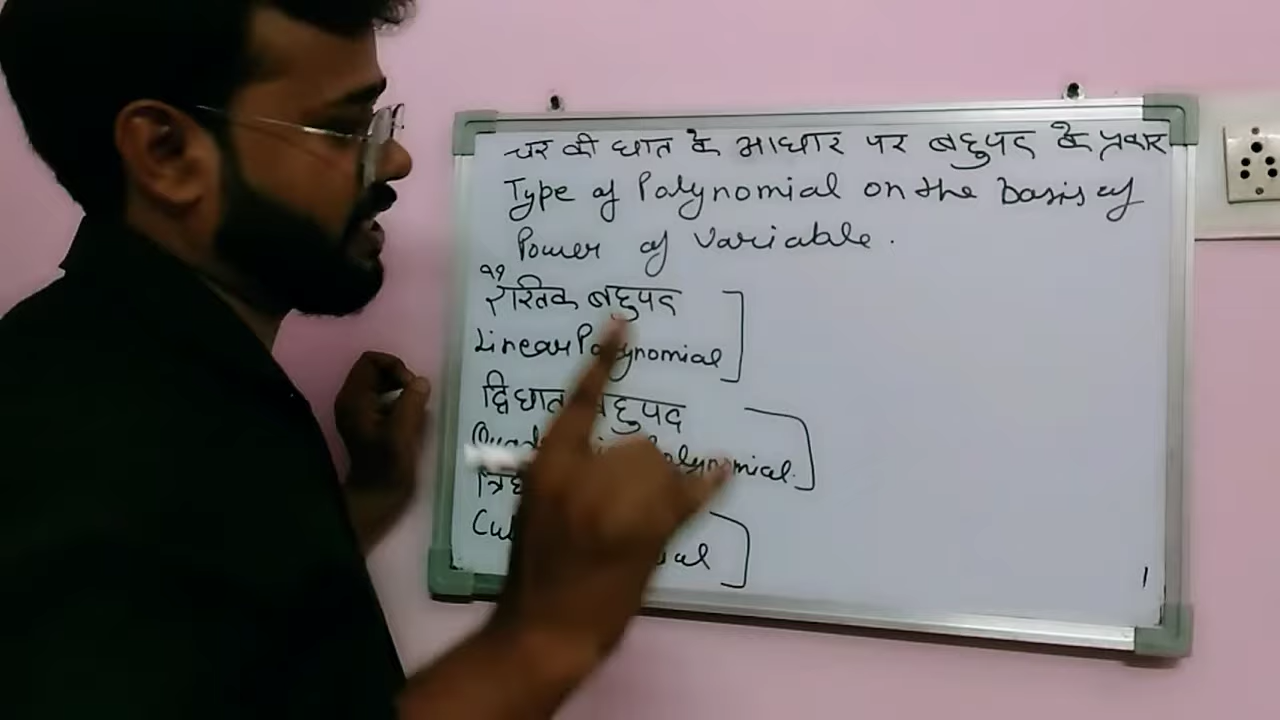 चर की घात के आधार पर बहुपद के प्रकार
Type of Polynomial on the basis of
Power of variable.
बहुपद
Linear Polynomial
द्विघात बहुपद
Polynomial.
1